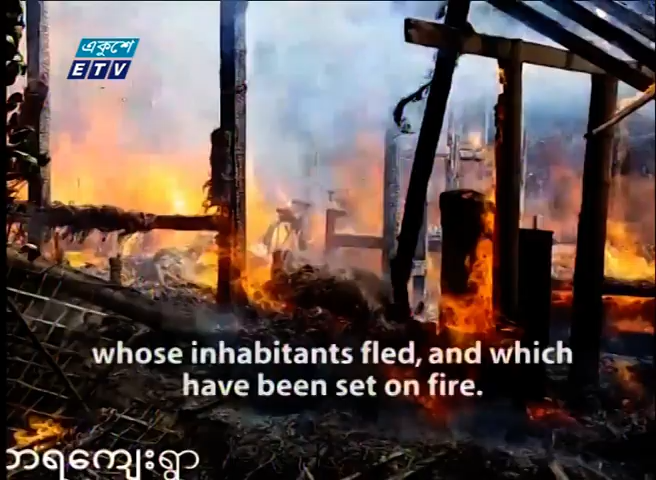 একুশে
ETV
whose inhabitants fled, and which
have been set on fire.
ဘရကျေးရွာ